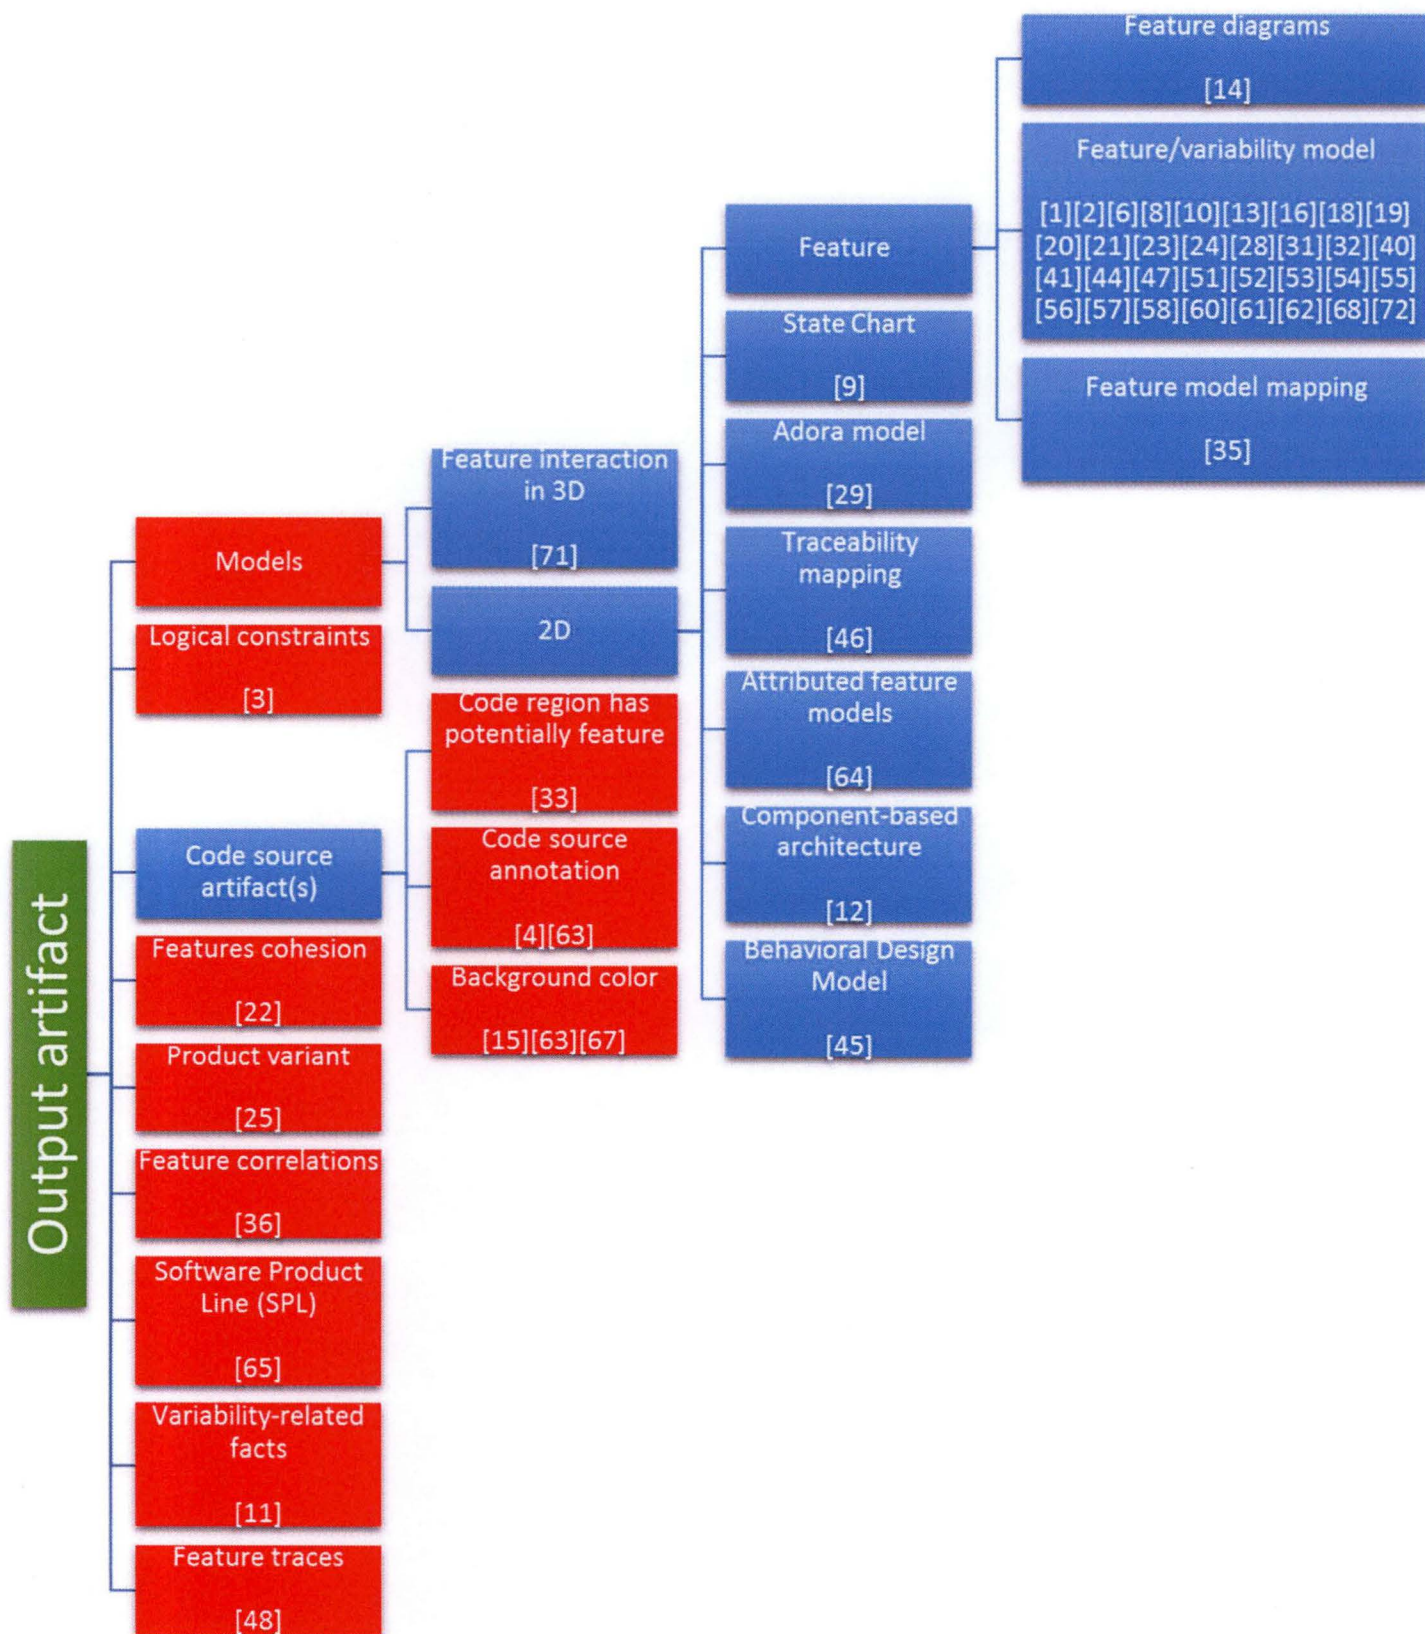 Output artifact
Models
Logical constraints
[3]
Code source
artifact(s)
Features cohesion
[22]
Product variant
[25]
Feature correlations
[36]
Software Product
Line (SPL)
[65]
Variability-related
facts
[11]
Feature traces
[48]
Feature interaction
in 3D
[71]
2D
Code region has
potentially feature
[33]
Code source
annotation
[4][63]
Background color
[15][63][67]
Feature
State Chart
[9]
Adora model
[29]
Traceability
mapping
[46]
Attributed feature
models
[64]
Component-based
architecture
[12]
Behavioral Design
Model
[45]
Feature diagrams
[14]
Feature/variability model
[1][2][6][8][10][13][16][18][19]
[20][21][23][24][28][31][32][40]
[41][44][47][51][52][53][54][55]
[56][57][58][60][61][62][68][72]
Feature model mapping
[35]